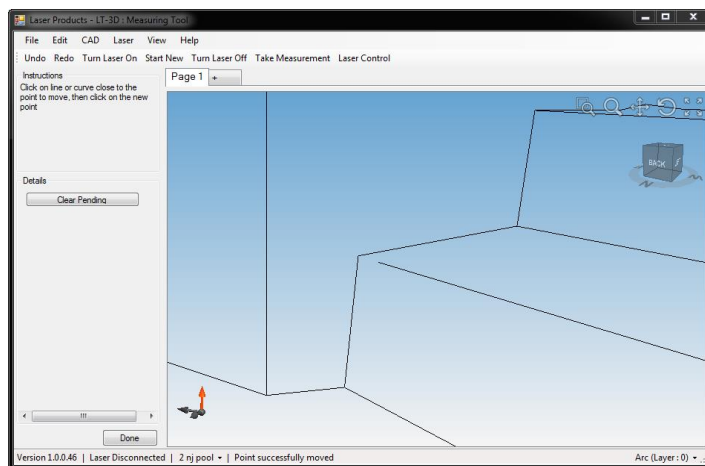 Laser Products - LT-3D : Measuring Tool
File Edit CAD Laser View Help
Undo Redo Turn Laser On Start New Turn Laser Off Take Measurement Laser Control
Instructions
Click on line or curve close to the
point to move, then click on the new
point
Page 1 +
BACK
Details
Clear Pending
Done
Version 1.0.0.46 | Laser Disconnected | 2 nj pool | Point successfully moved Arc (Layer : 0)